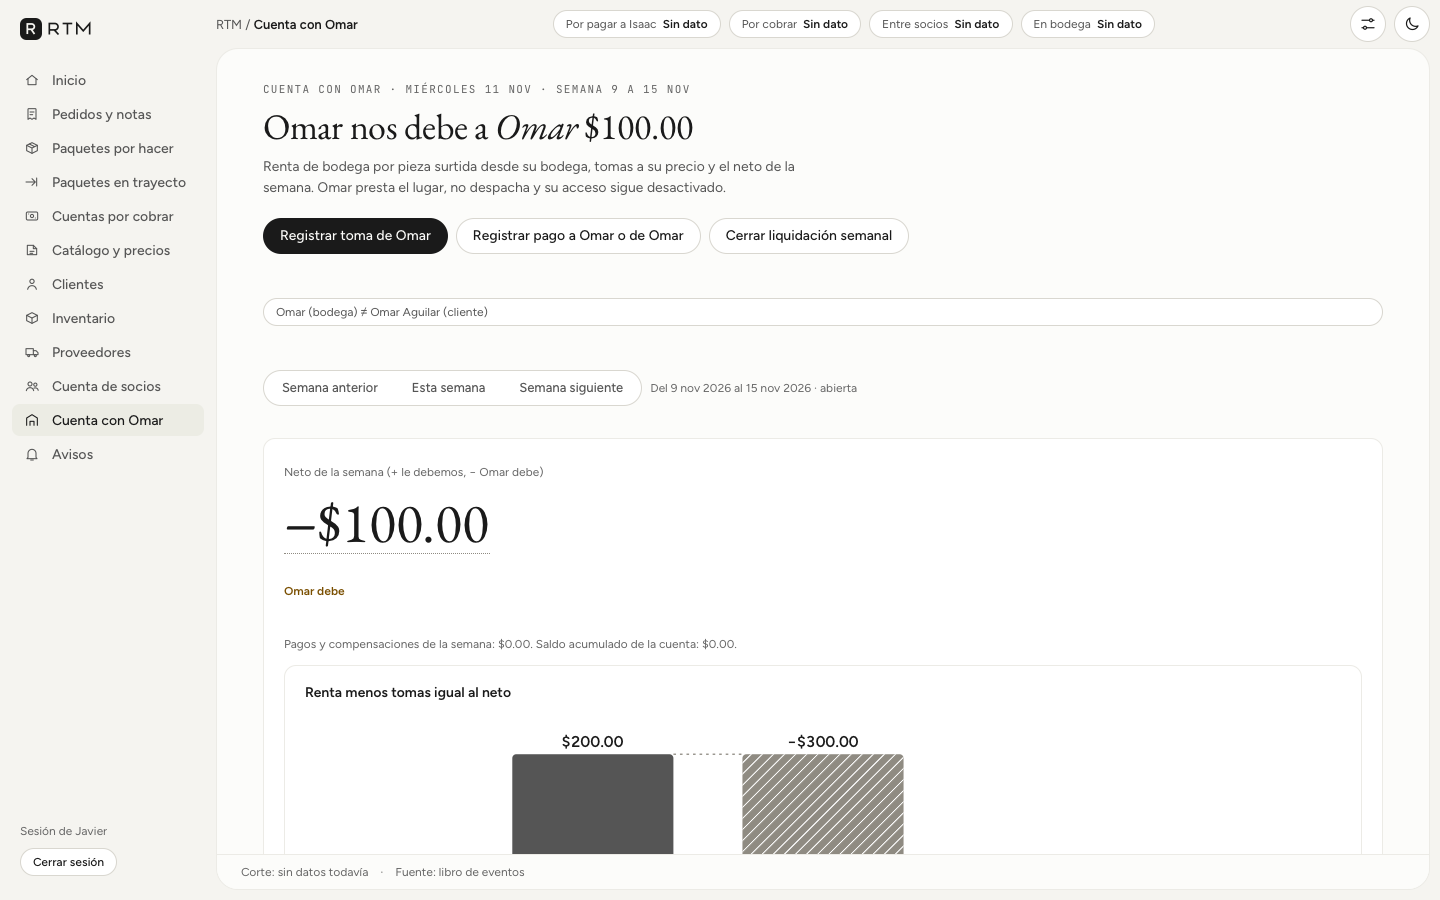 R RTM
RTM / Cuenta con Omar
Por pagar a Isaac Sin dato
Por cobrar Sin dato
Entre socios Sin dato
En bodega Sin dato
Inicio
Pedidos y notas
Paquetes por hacer
Paquetes en trayecto
Cuentas por cobrar
Catálogo y precios
Clientes
Inventario
Proveedores
Cuenta de socios
Cuenta con Omar
Avisos
Sesión de Javier
Cerrar sesión
CUENTA CON OMAR · MIÉRCOLES 11 NOV · SEMANA 9 A 15 NOV
Omar nos debe a Omar $100.00
Renta de bodega por pieza surtida desde su bodega, tomas a su precio y el neto de la
semana. Omar presta el lugar, no despacha y su acceso sigue desactivado.
Registrar toma de Omar
Registrar pago a Omar o de Omar
Cerrar liquidación semanal
Omar (bodega) ≠ Omar Aguilar (cliente)
Semana anterior
Esta semana
Semana siguiente
Del 9 nov 2026 al 15 nov 2026 · abierta
Neto de la semana (+ le debemos, − Omar debe)
−$100.00
Omar debe
Pagos y compensaciones de la semana: $0.00. Saldo acumulado de la cuenta: $0.00.
Renta menos tomas igual al neto
$200.00
−$300.00
Corte: sin datos todavía · Fuente: libro de eventos